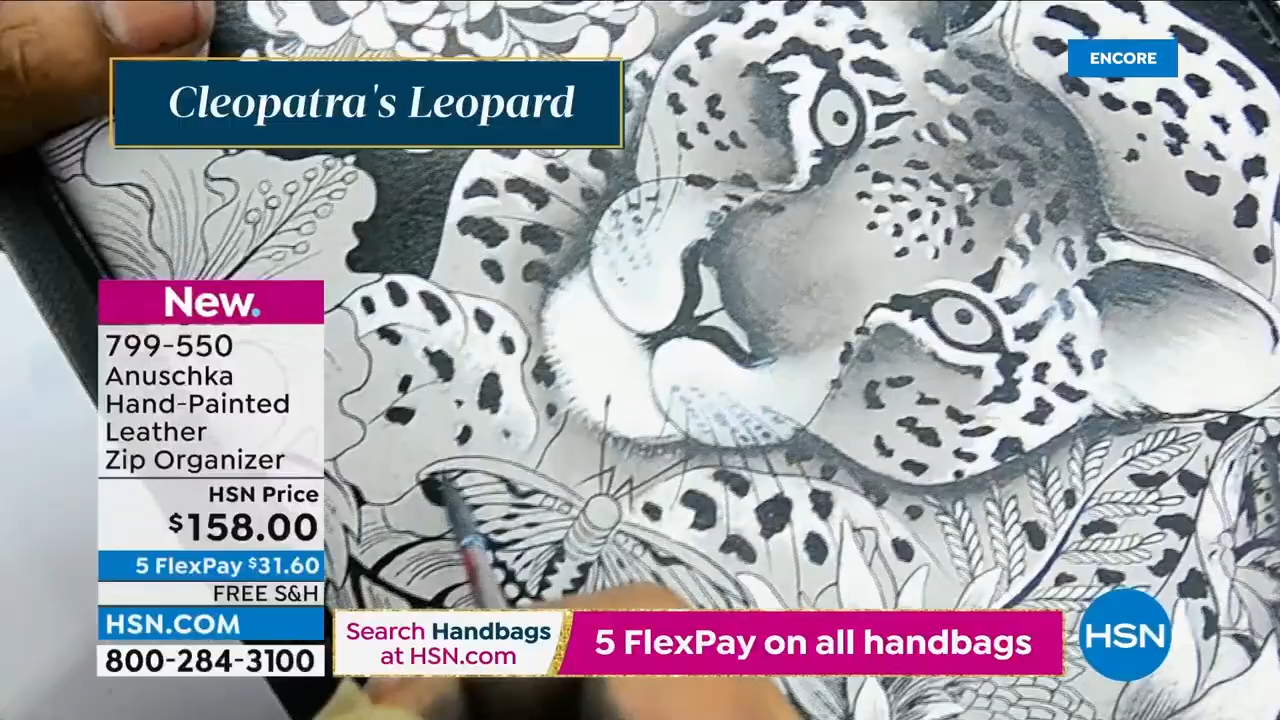 Cleopatra's Leopard
ENCORE
New.
799-550
Anuschka
Hand-Painted
Leather
Zip Organizer
HSN Price
$158.00
5 FlexPay $31.60
FREE S&H
HSN.COM
800-284-3100
Search Handbags
at HSN.com
5 FlexPay on all handbags
HSN